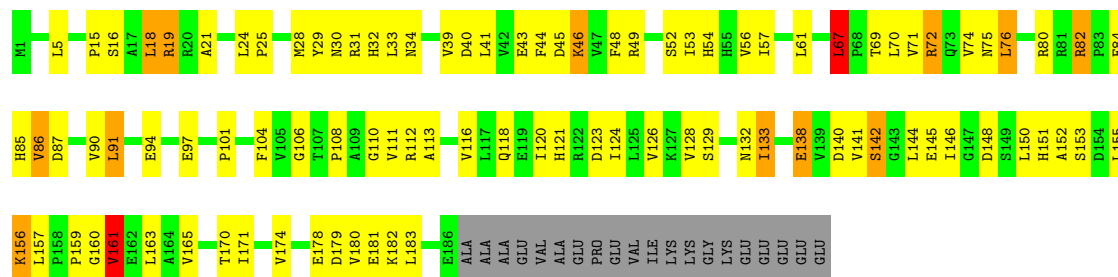 M1 L5 P15 S16 A17 L18 R19 R20 A21 L24 P25 M28 Y29 N30 R31 H32 L33 N34 V39 D40 L41 V42 E43 F44 D45 K46 V47 F48 R49 S52 I53 H54 H55 V56 I57 L61 L67 P68 T69 L70 V71 R72 Q73 V74 N75 L76 R80 R81 R82 P83 E84
H85 V86 D87 V90 L91 E94 E97 P101 F104 V105 G106 T107 P108 A109 G110 V111 R112 A113 V116 L117 Q118 E119 I120 H121 R122 D123 I124 L125 V126 K127 V128 S129 N132 I133 E138 V139 D140 V141 S142 G143 L144 E145 I146 G147 D148 S149 L150 H151 A152 S153 D154 L155
K156 L157 P158 P159 G160 V161 E162 L163 A164 V165 T170 I171 V174 E178 D179 V180 E181 K182 L183 E186 ALA ALA ALA GLU VAL ALA GLU PRO GLU VAL ILE LYS LYS GLY LYS GLU GLU GLU GLU GLU